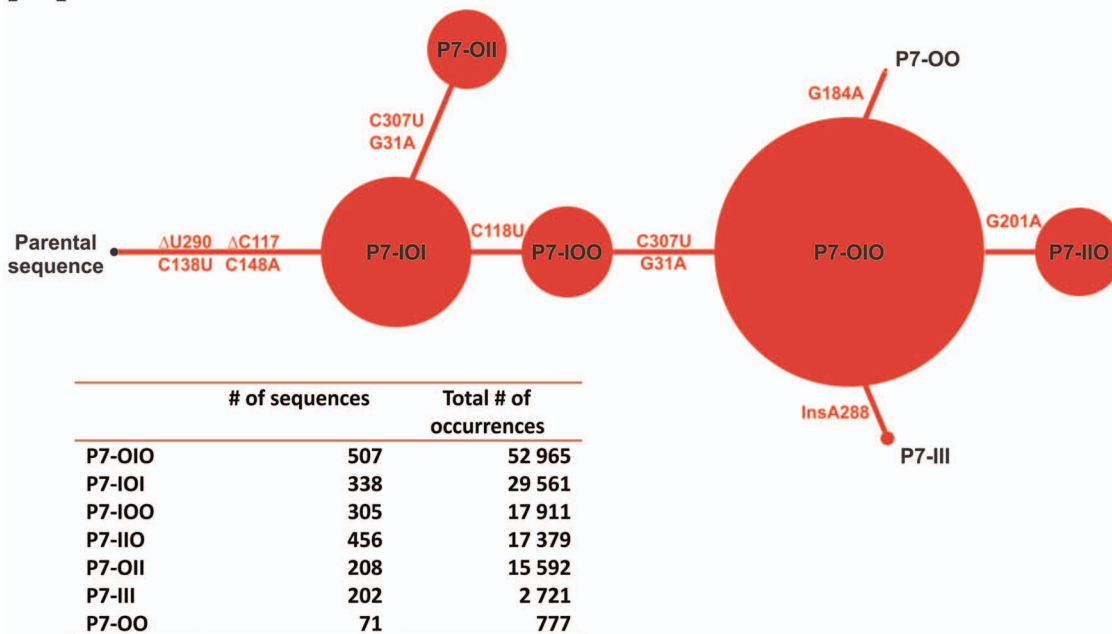 P7-OII
P7-OO
G184A
C307U
G31A
G201A
Parental
sequence
ΔU290 ΔC117
C138U C148A
P7-IOI
C118U
P7-IOO
C307U
G31A
P7-OIO
P7-IIO
InsA288
P7-III
# of sequences Total # of
occurrences
P7-OIO 507 52 965
P7-IOI 338 29 561
P7-IOO 305 17 911
P7-IIO 456 17 379
P7-OII 208 15 592
P7-III 202 2 721
P7-OO 71 777